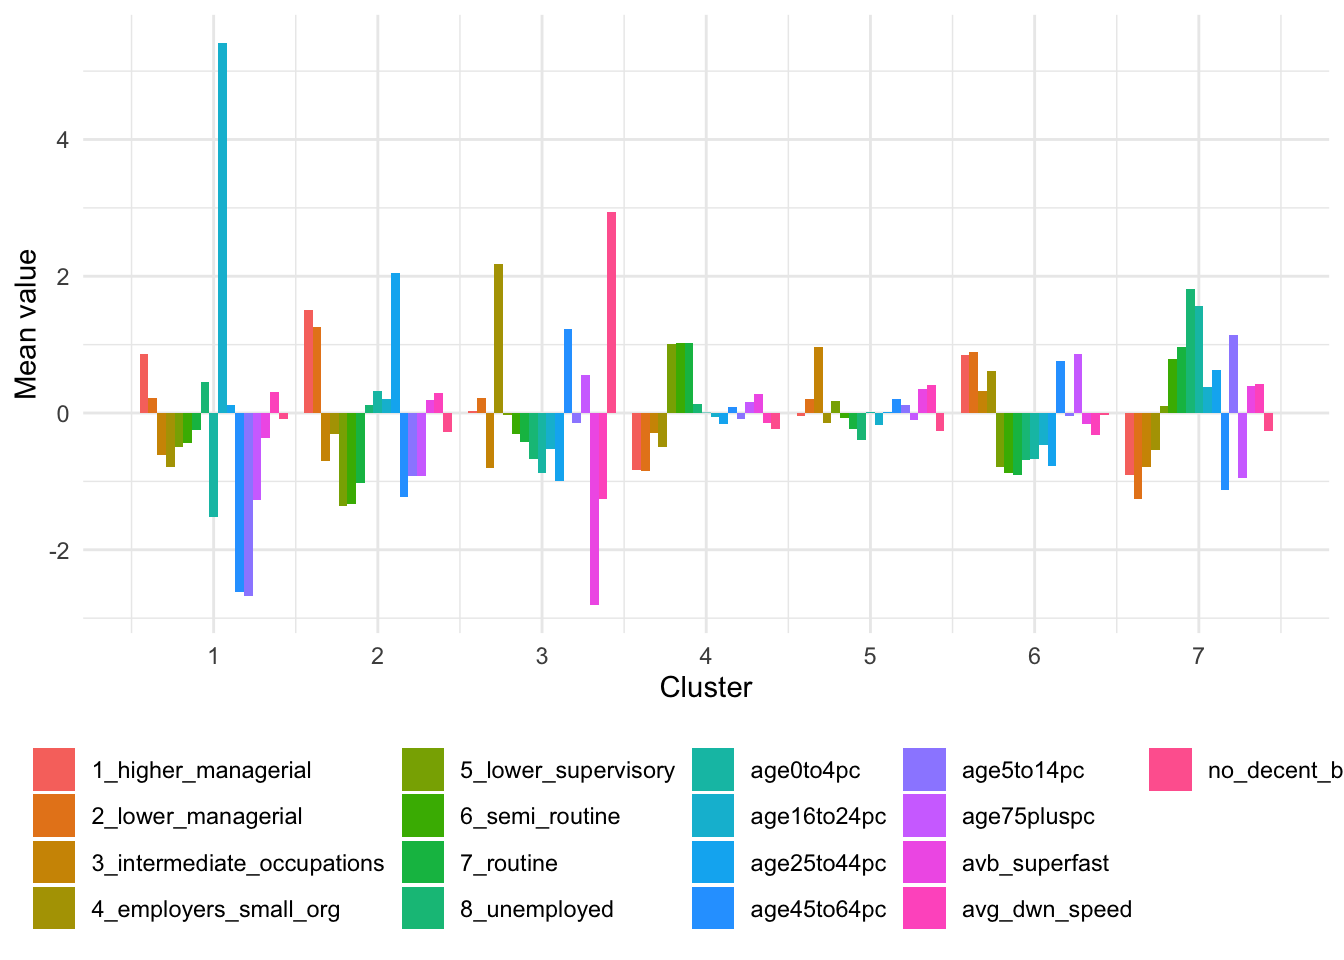 4
2
0
-2
Mean value
1 2 3 4 5 6 7
Cluster
1_higher_managerial 5_lower_supervisory age0to4pc age5to14pc no_decent_b
2_lower_managerial 6_semi_routine age16to24pc age75pluspc
3_intermediate_occupations 7_routine age25to44pc avb_superfast
4_employers_small_org 8_unemployed age45to64pc avg_dwn_speed